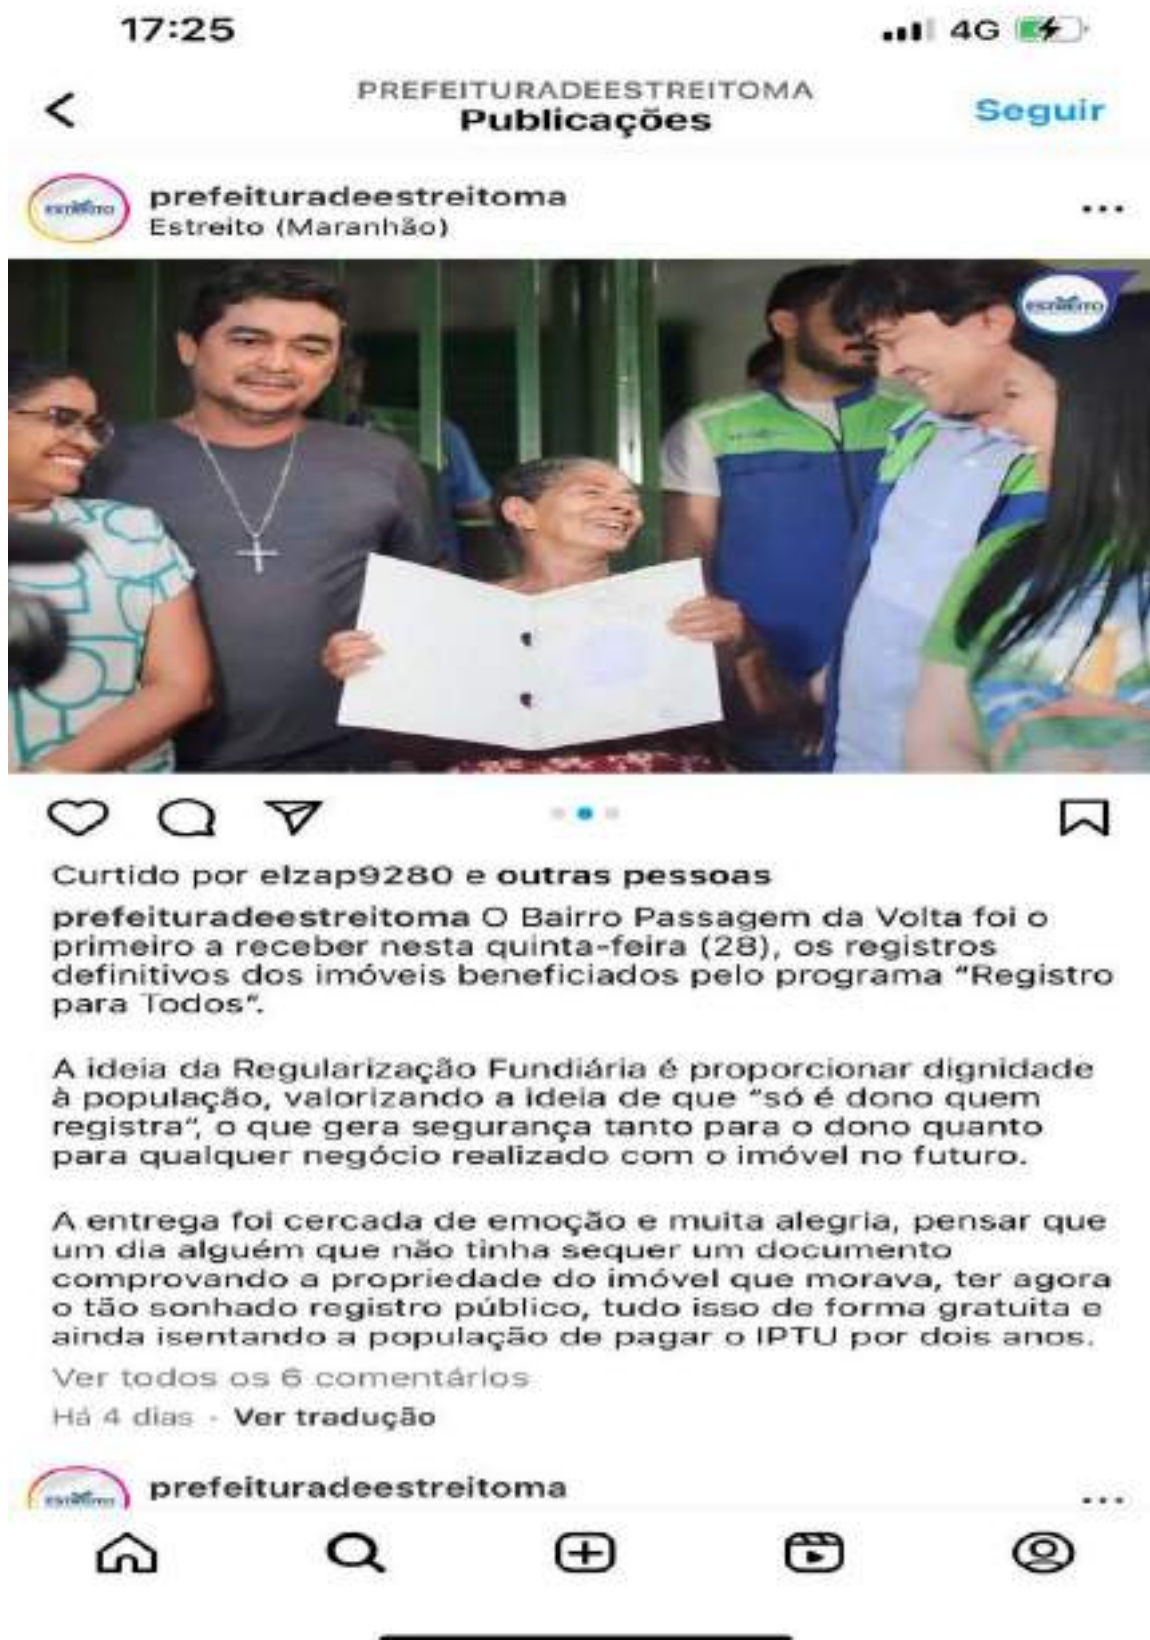 17:25
4G
PREFEITURADEESTREITOMA
Publicações
Seguir
ESTREITO
prefeituradeestreitoma
Estreito (Maranhão)
ESTREITO
Curtido por elzap9280 e outras pessoas
prefeituradeestreitoma O Bairro Passagem da Volta foi o
primeiro a receber nesta quinta-feira (28), os registros
definitivos dos imóveis beneficiados pelo programa “Registro
para Todos”.
A ideia da Regularização Fundiária é proporcionar dignidade
à população, valorizando a ideia de que “só é dono quem
registra”, o que gera segurança tanto para o dono quanto
para qualquer negócio realizado com o imóvel no futuro.
A entrega foi cercada de emoção e muita alegria, pensar que
um dia alguém que não tinha sequer um documento
comprovando a propriedade do imóvel que morava, ter agora
o tão sonhado registro público, tudo isso de forma gratuita e
ainda isentando a população de pagar o IPTU por dois anos.
Ver todos os 6 comentários
Há 4 dias · Ver tradução
ESTREITO
prefeituradeestreitoma